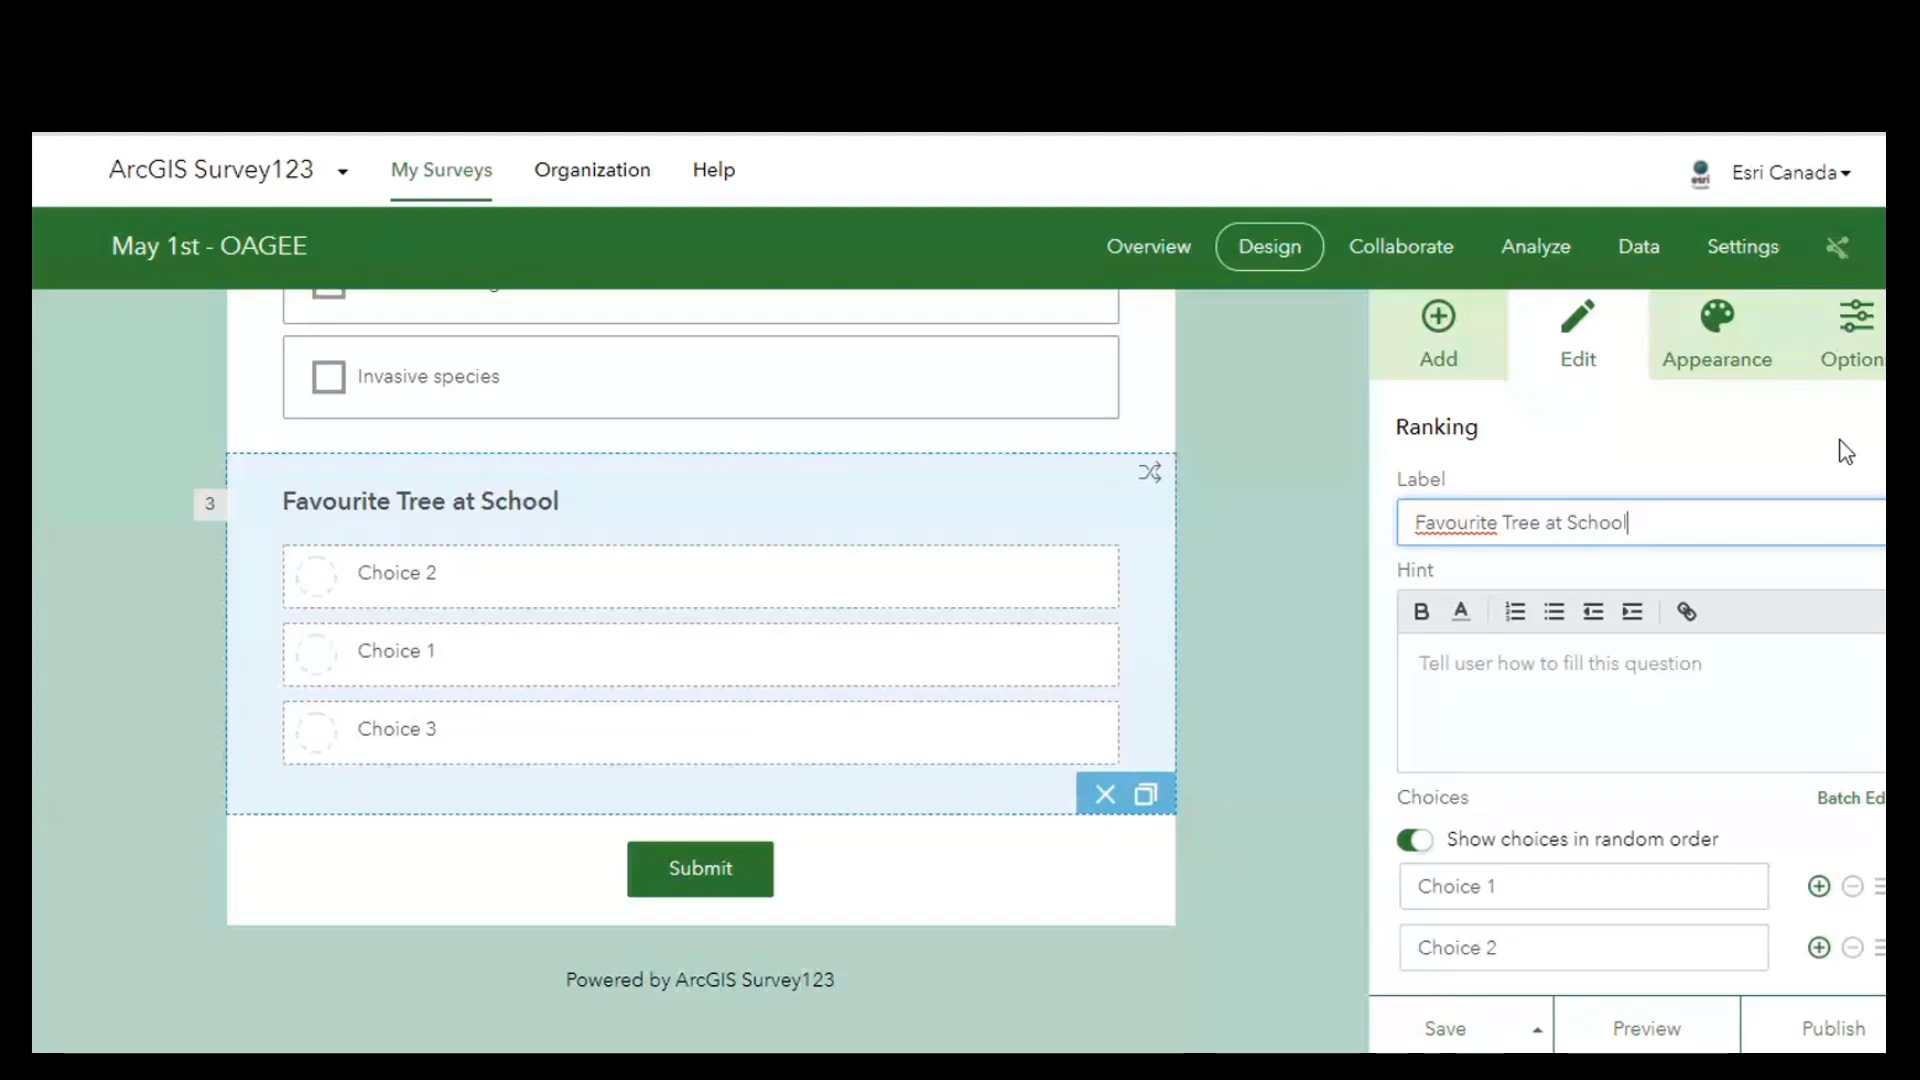 ArcGIS Survey123
My Surveys
Organization
Help
esri
Esri Canada
May 1st - OAGEE
Overview
Design
Collaborate
Analyze
Data
Settings
Invasive species
3
Favourite Tree at School
Choice 2
Choice 1
Choice 3
Submit
Powered by ArcGIS Survey123
Add
Edit
Appearance
Option
Ranking
Label
Favourite Tree at School
Hint
B A
Tell user how to fill this question
Choices
Batch Ed
Show choices in random order
Choice 1
Choice 2
Save
Preview
Publish